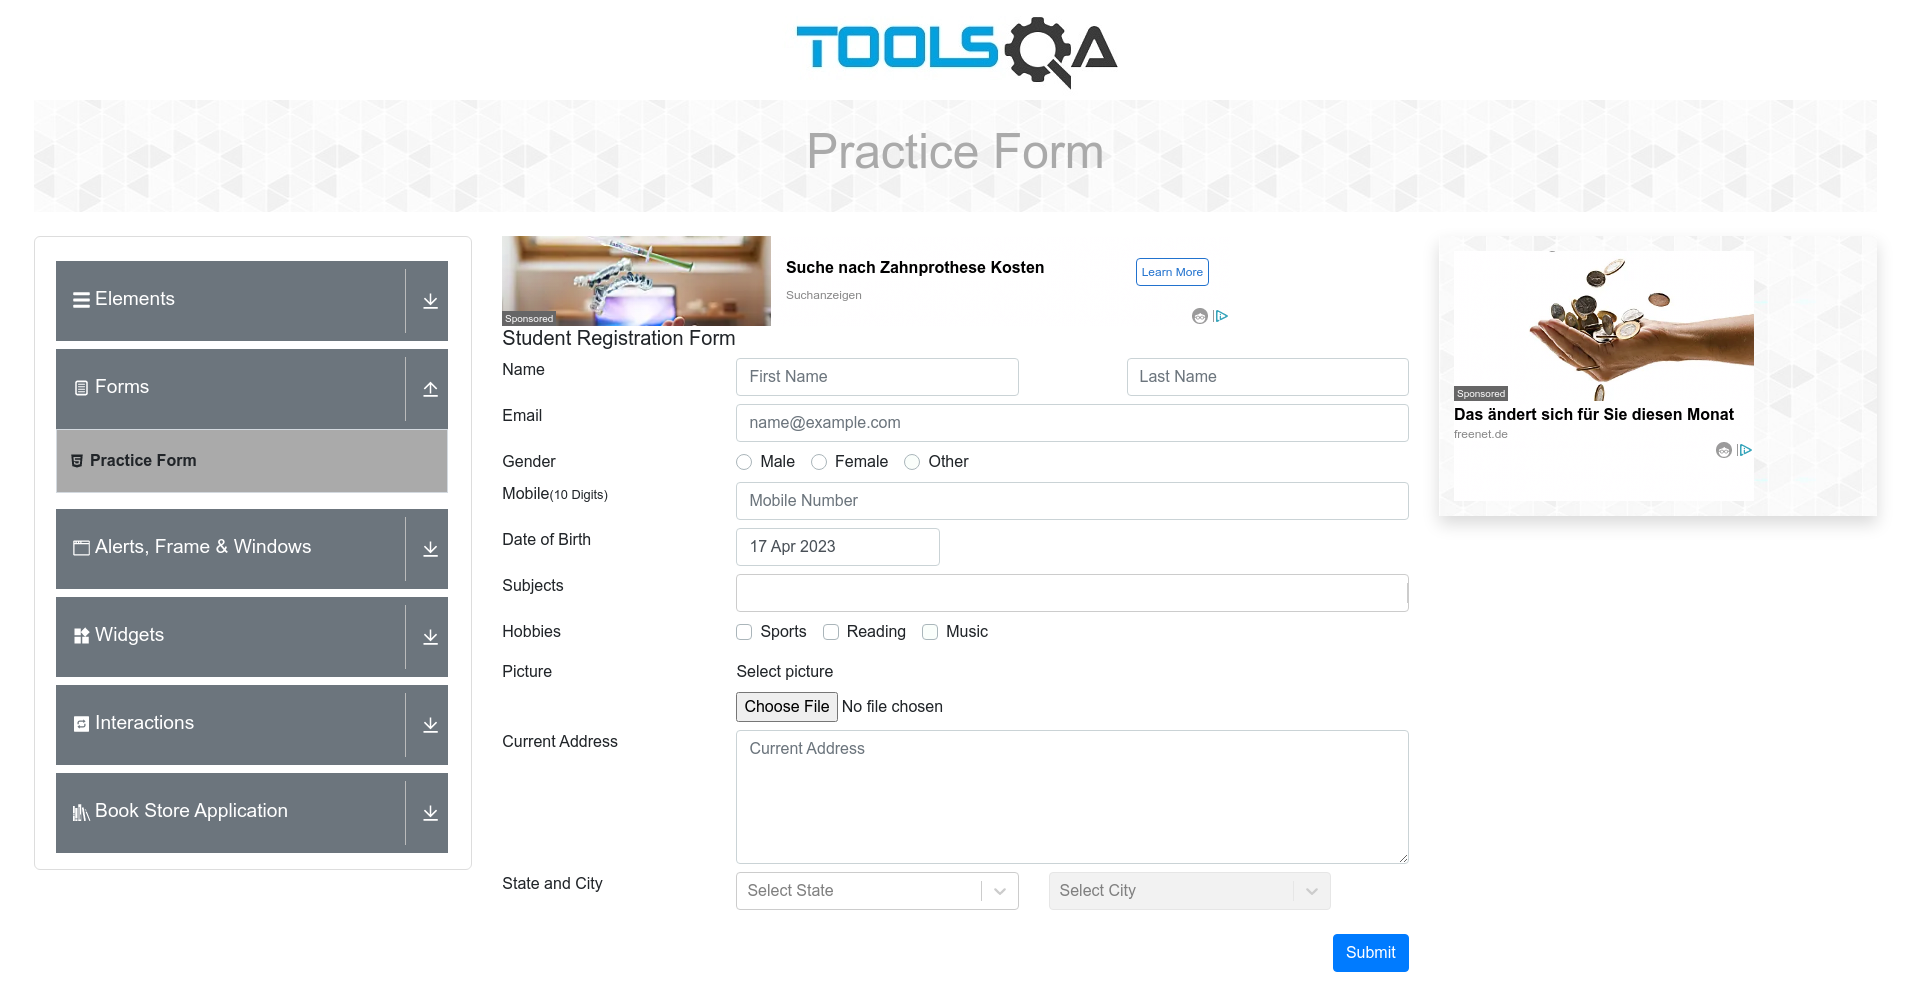 TOOLSQA
Practice Form
Elements
Forms
Practice Form
Alerts, Frame & Windows
Widgets
Interactions
Book Store Application
Sponsored
Suche nach Zahnprothese Kosten
Suchanzeigen
Learn More
Student Registration Form
Name First Name Last Name
Email name@example.com
Gender Male Female Other
Mobile(10 Digits) Mobile Number
Date of Birth 17 Apr 2023
Subjects
Hobbies Sports Reading Music
Picture Select picture
Choose File No file chosen
Current Address Current Address
State and City Select State Select City
Submit
Sponsored
Das ändert sich für Sie diesen Monat
freenet.de